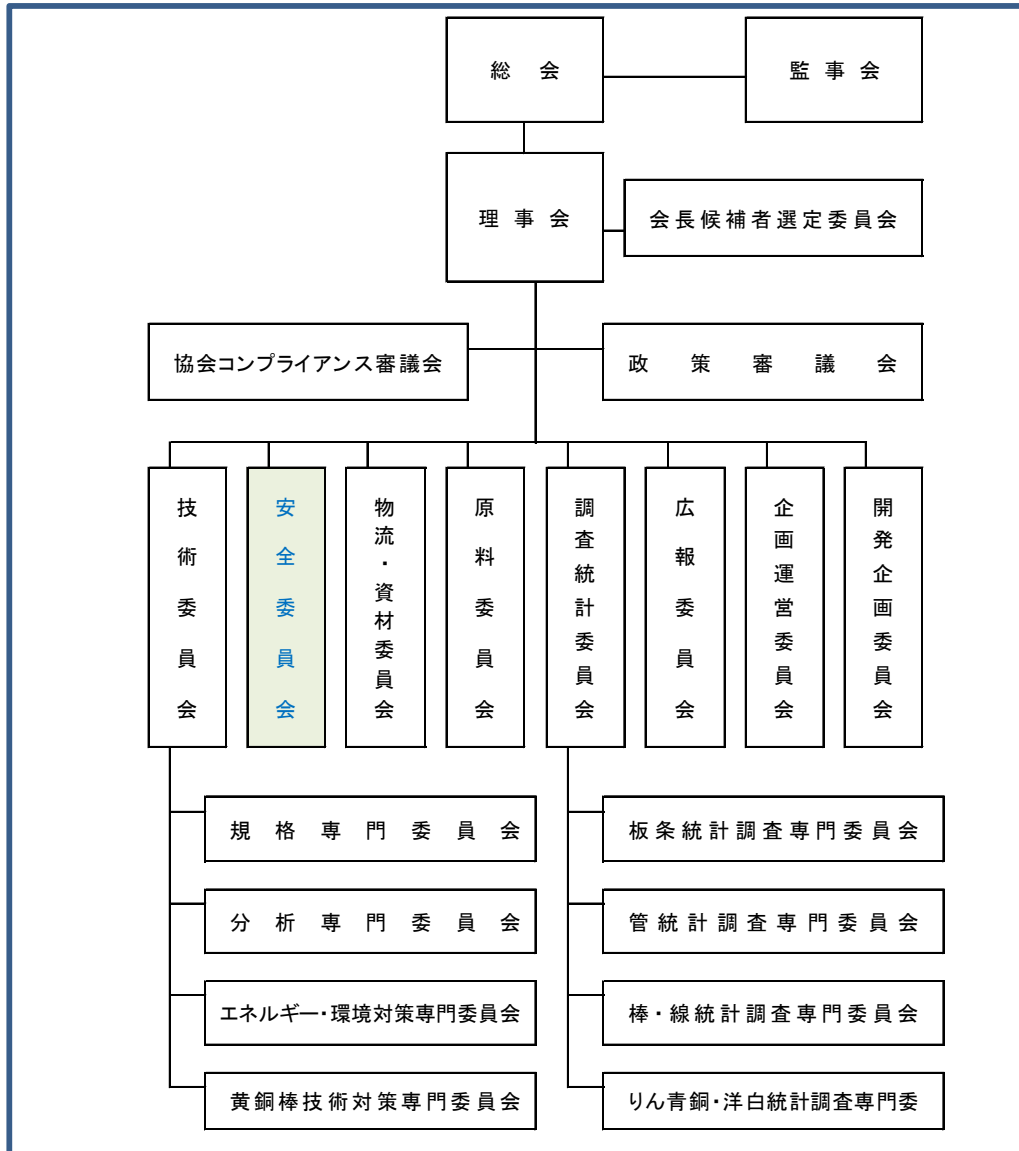 総会
監事会
理事会
会長候補者選定委員会
協会コンプライアンス審議会
政策審議会
技術委員会
安全委員会
物流・資材委員会
原料委員会
調査統計委員会
広報委員会
企画運営委員会
開発企画委員会
規格専門委員会
板条統計調査専門委員会
分析専門委員会
管統計調査専門委員会
エネルギー・環境対策専門委員会
棒・線統計調査専門委員会
黄銅棒技術対策専門委員会
りん青銅・洋白統計調査専門委